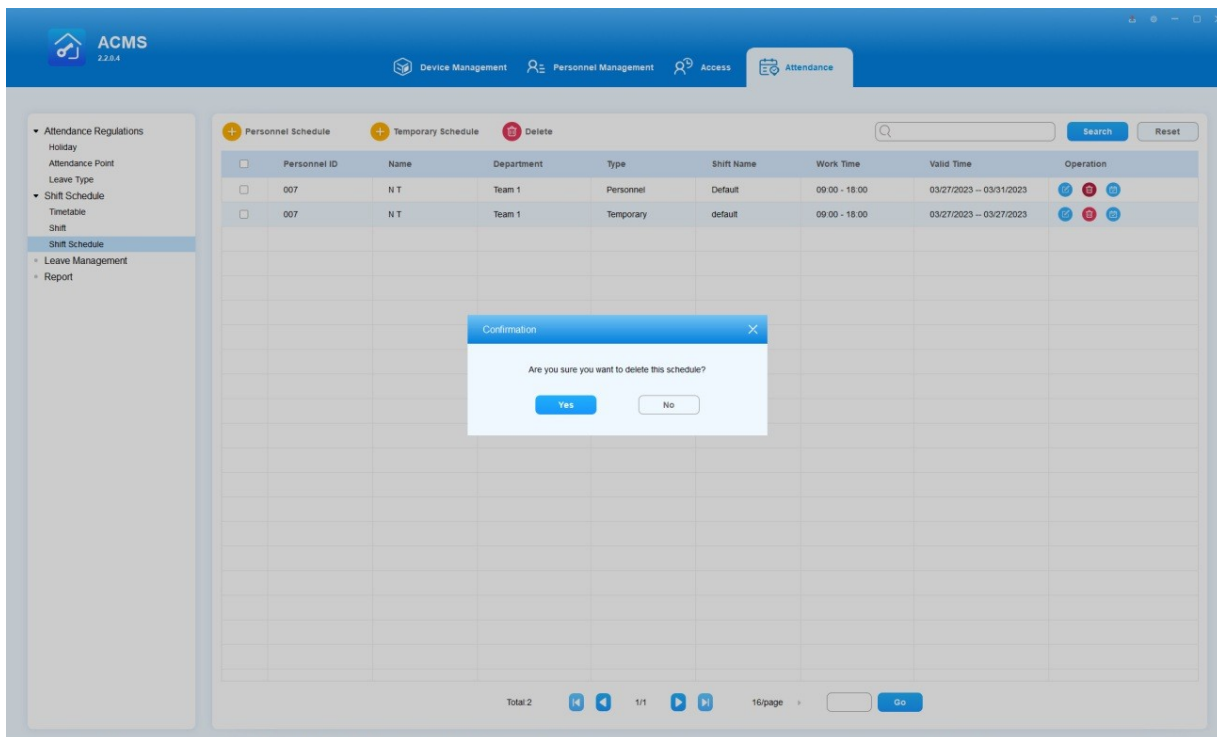 ACMS
2.2.0.4
Device Management Personnel Management Access Attendance
Attendance Regulations
Holiday
Attendance Point
Leave Type
Shift Schedule
Timetable
Shift
Shift Schedule
Leave Management
Report
Personnel Schedule Temporary Schedule Delete Search Reset
Personnel ID Name Department Type Shift Name Work Time Valid Time Operation
007 N T Team 1 Personnel Default 09:00 - 18:00 03/27/2023 -- 03/31/2023
007 N T Team 1 Temporary default 09:00 - 18:00 03/27/2023 -- 03/27/2023
Confirmation
Are you sure you want to delete this schedule?
Yes No
Total:2 1/1 16/page Go